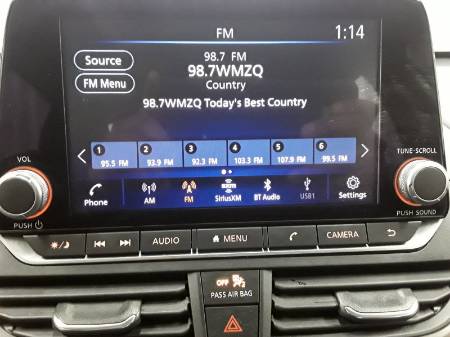 FM
1:14
Source
98.7 FM
98.7WMZQ
FM Menu
Country
98.7WMZQ Today's Best Country
1 2 3 4 5 6
95.5 FM 93.9 FM 92.3 FM 103.3 FM 107.9 FM 99.5 FM
VOL
TUNE·SCROLL
Phone AM FM SiriusXM BT Audio USB1 Settings
PUSH
PUSH SOUND
AUDIO MENU CAMERA
OFF
PASS AIR BAG